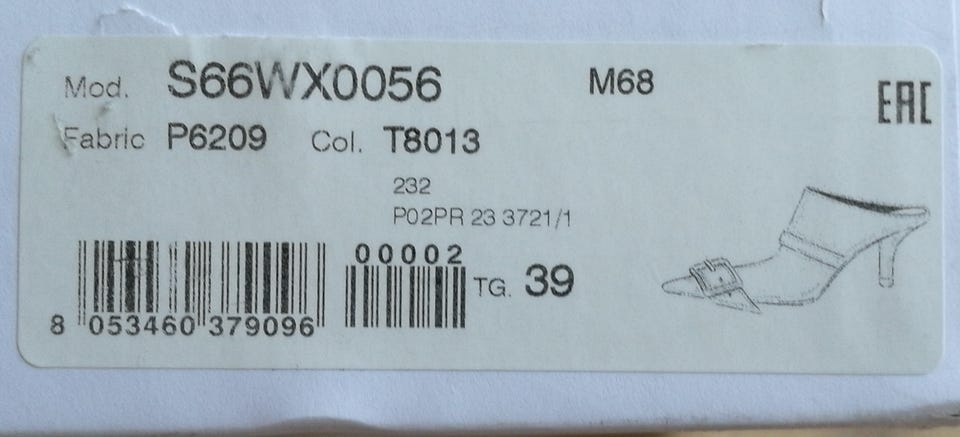 Mod. S66WX0056 M68
EAC
Fabric P6209 Col. T8013
232
P02PR 23 3721/1
00002
TG. 39
8 053460 379096